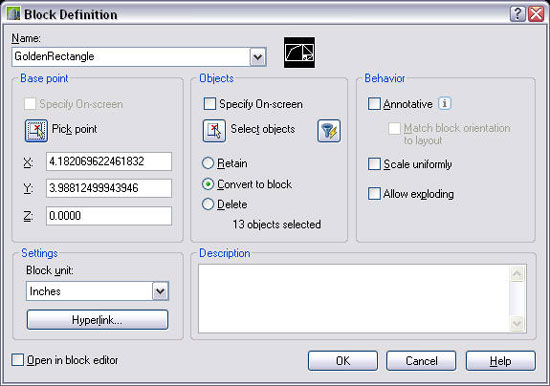 Block Definition
Name:
GoldenRectangle
Base point
Specify On-screen
Pick point
X: 4.182069622461832
Y: 3.98812499943946
Z: 0.0000
Objects
Specify On-screen
Select objects
Retain
Convert to block
Delete
13 objects selected
Behavior
Annotative
Match block orientation
to layout
Scale uniformly
Allow exploding
Settings
Block unit:
Inches
Hyperlink...
Description
Open in block editor
OK
Cancel
Help